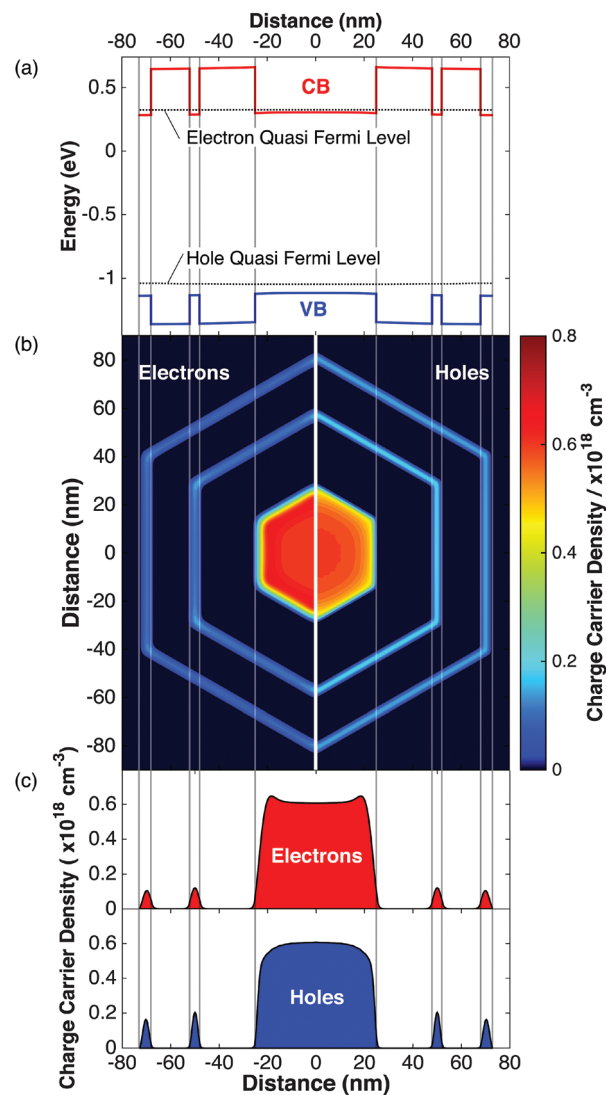 Distance (nm)
-80 -60 -40 -20 0 20 40 60 80
(a)
0.5
0
-0.5
-1
Energy (eV)
CB
Electron Quasi Fermi Level
Hole Quasi Fermi Level
VB
(b)
80
60
40
20
0
-20
-40
-60
-80
Distance (nm)
Electrons
Holes
0.8
0.6
0.4
0.2
0
Charge Carrier Density / x10¹⁸ cm⁻³
(c)
0.6
0.4
0.2
0
Electrons
0.6
0.4
0.2
0
Holes
Charge Carrier Density ( x10¹⁸ cm⁻³)
-80 -60 -40 -20 0 20 40 60 80
Distance (nm)